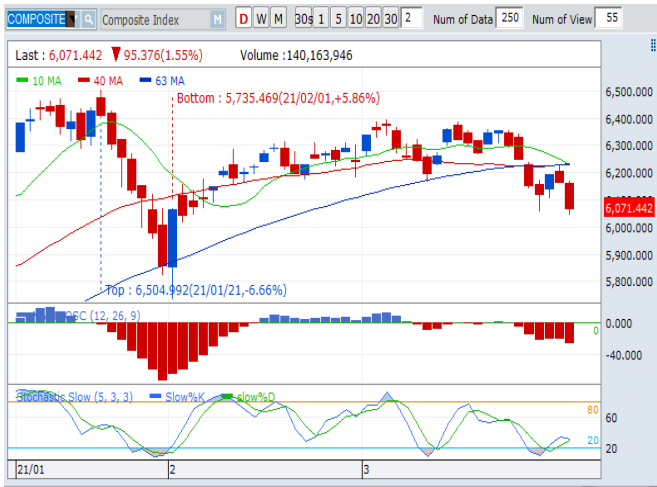 COMPOSITE Composite Index M D W M 30s 1 5 10 20 30 2 Num of Data 250 Num of View 55
Last : 6,071.442 ▼ 95.376(1.55%) Volume :140,163,946
10 MA 40 MA 63 MA
Bottom : 5,735.469(21/02/01,+5.86%)
6,500.000
6,400.000
6,300.000
6,200.000
6,071.442
6,000.000
5,900.000
5,800.000
Top : 6,504.992(21/01/21,-6.66%)
OSC (12, 26, 9)
0 0.000
-40.000
Stochastic Slow (5, 3, 3) Slow%K slow%D
80
60
20
20
21/01 2 3